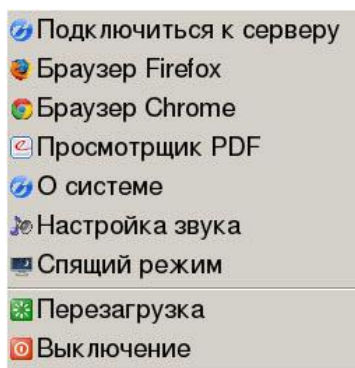 Подключиться к серверу
Браузер Firefox
Браузер Chrome
Просмотрщик PDF
О системе
Настройка звука
Спящий режим
Перезагрузка
Выключение